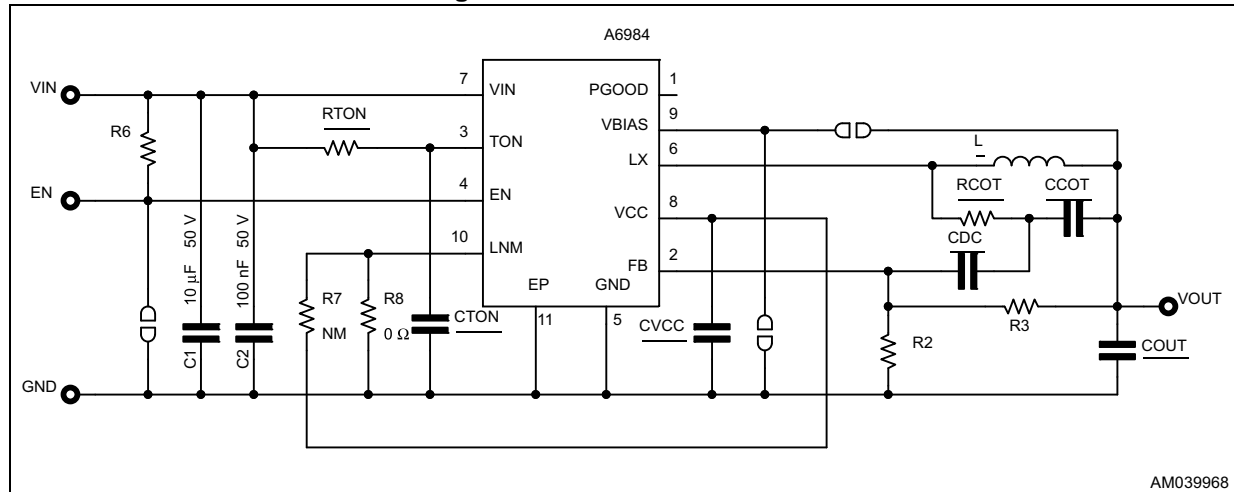 A6984
VIN
7
VIN
PGOOD
1
R6
RTON
3
TON
VBIAS
9
LX
6
L
EN
4
EN
RCOT
CCOT
VCC
8
10
LNM
CDC
FB
2
10 µF 50 V
100 nF 50 V
R7
NM
R8
0 Ω
CTON
EP
11
GND
5
CVCC
R2
R3
VOUT
COUT
C1
C2
GND
AM039968